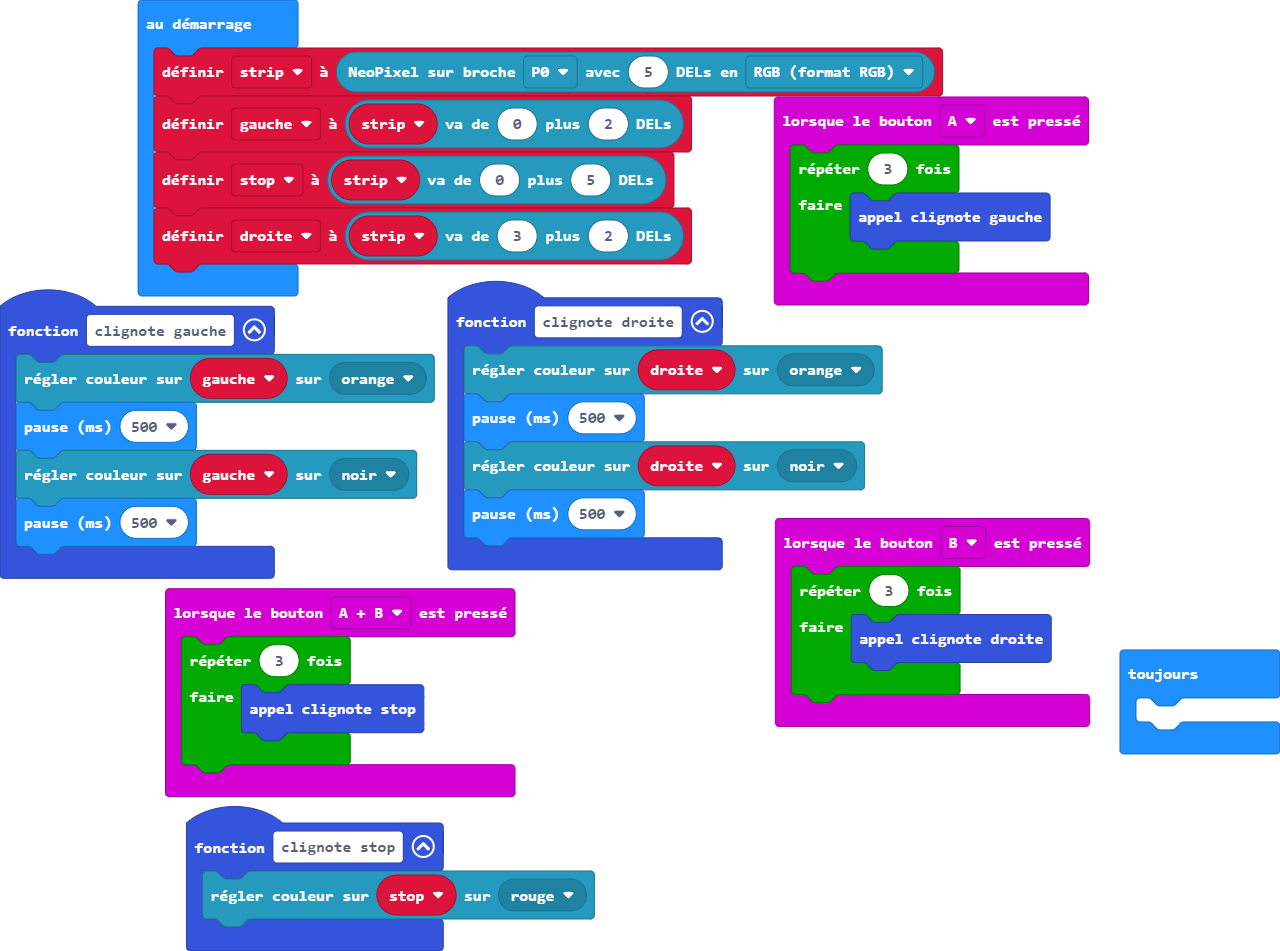 au démarrage
définir strip à NeoPixel sur broche P0 avec 5 DELs en RGB (format RGB)
définir gauche à strip va de 0 plus 2 DELs
définir stop à strip va de 0 plus 5 DELs
définir droite à strip va de 3 plus 2 DELs
lorsque le bouton A est pressé
répéter 3 fois
faire appel clignote gauche
fonction clignote gauche
régler couleur sur gauche sur orange
pause (ms) 500
régler couleur sur gauche sur noir
pause (ms) 500
fonction clignote droite
régler couleur sur droite sur orange
pause (ms) 500
régler couleur sur droite sur noir
pause (ms) 500
lorsque le bouton B est pressé
répéter 3 fois
faire appel clignote droite
lorsque le bouton A + B est pressé
répéter 3 fois
faire appel clignote stop
toujours
fonction clignote stop
régler couleur sur stop sur rouge